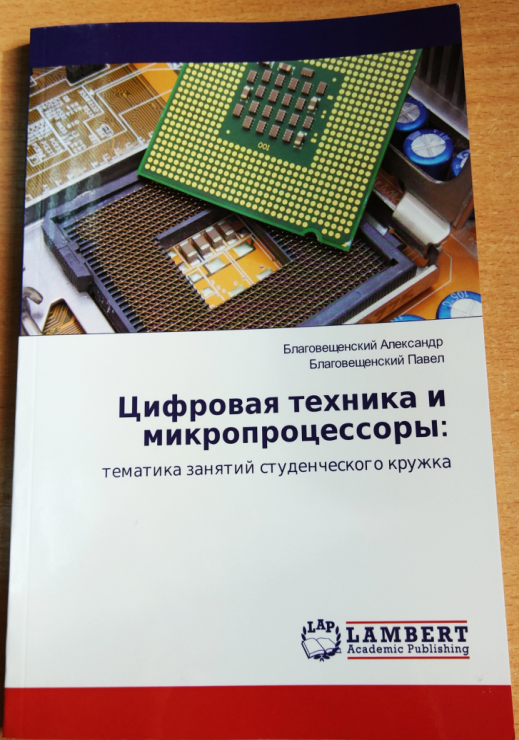 Благовещенский Александр
Благовещенский Павел
Цифровая техника и
микропроцессоры:
тематика занятий студенческого кружка
LAP
LAMBERT
Academic Publishing